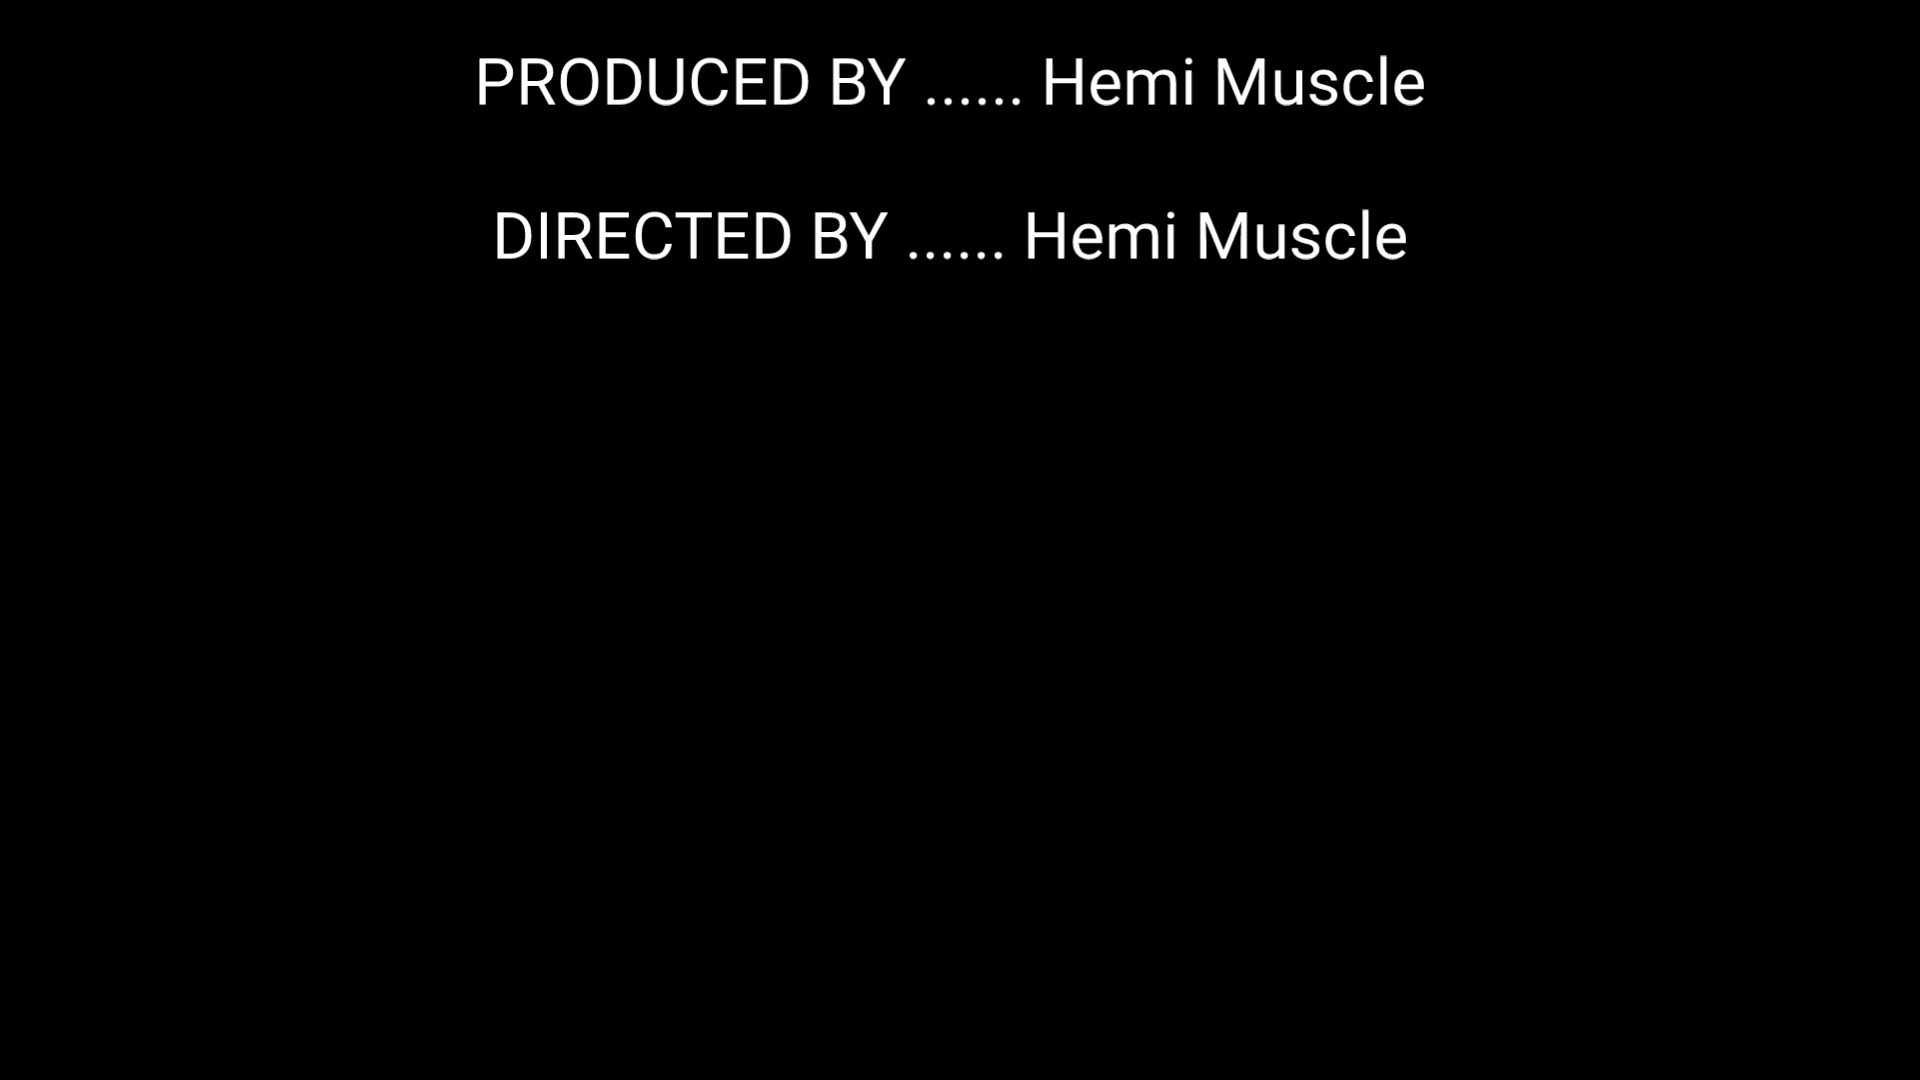 PRODUCED BY ...... Hemi Muscle
DIRECTED BY ...... Hemi Muscle